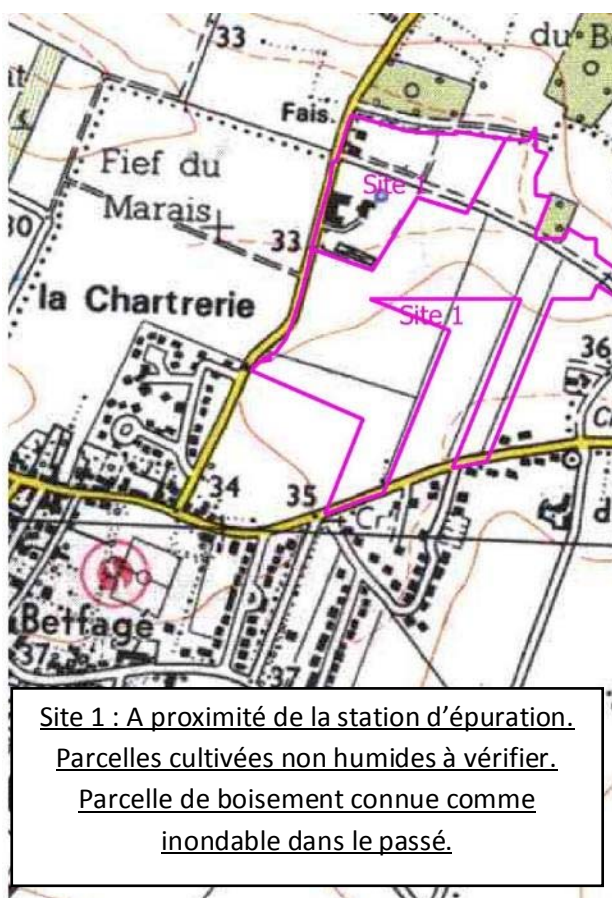 33
du B
Fais.
Fief du
Marais
Site
30
33
la Chartrerie
Site 1
36
34
35
Cr
d
Betfage
37
37
Site 1 : A proximité de la station d’épuration.
Parcelles cultivées non humides à vérifier.
Parcelle de boisement connue comme
inondable dans le passé.